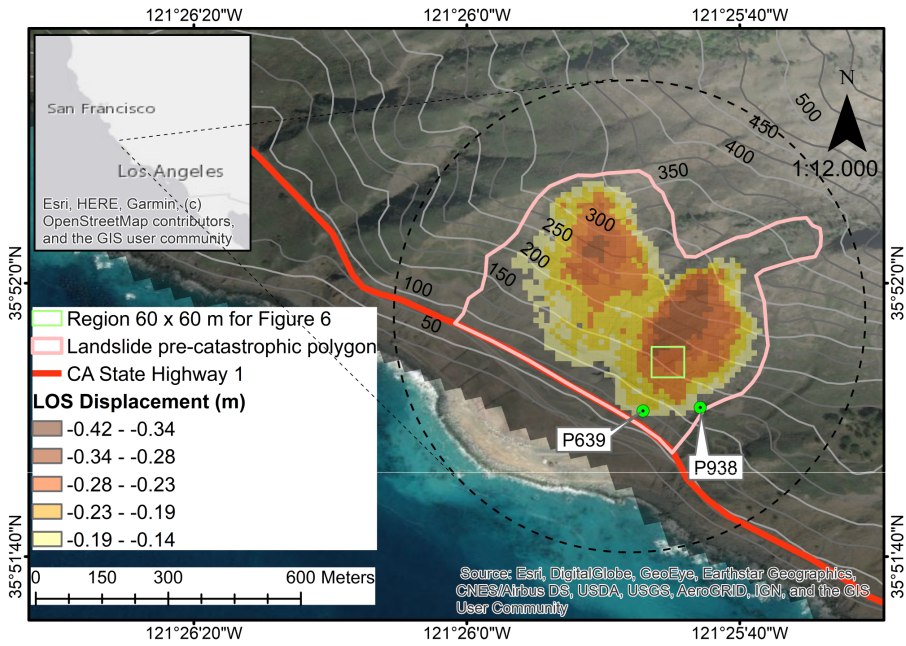 121°26'20"W 121°26'0"W 121°25'40"W
San Francisco
Los Angeles
Esri, HERE, Garmin, (c)
OpenStreetMap contributors,
and the GIS user community
N
1:12.000
500
450
400
350
300
250
200
150
100
50
35°52'0"N
35°52'0"N
Region 60 x 60 m for Figure 6
Landslide pre-catastrophic polygon
CA State Highway 1
LOS Displacement (m)
-0.42 - -0.34
-0.34 - -0.28
-0.28 - -0.23
-0.23 - -0.19
-0.19 - -0.14
P639
P938
35°51'40"N
35°51'40"N
0 150 300 600 Meters
Source: Esri, DigitalGlobe, GeoEye, Earthstar Geographics,
CNES/Airbus DS, USDA, USGS, AeroGRID, IGN, and the GIS
User Community
121°26'20"W 121°26'0"W 121°25'40"W